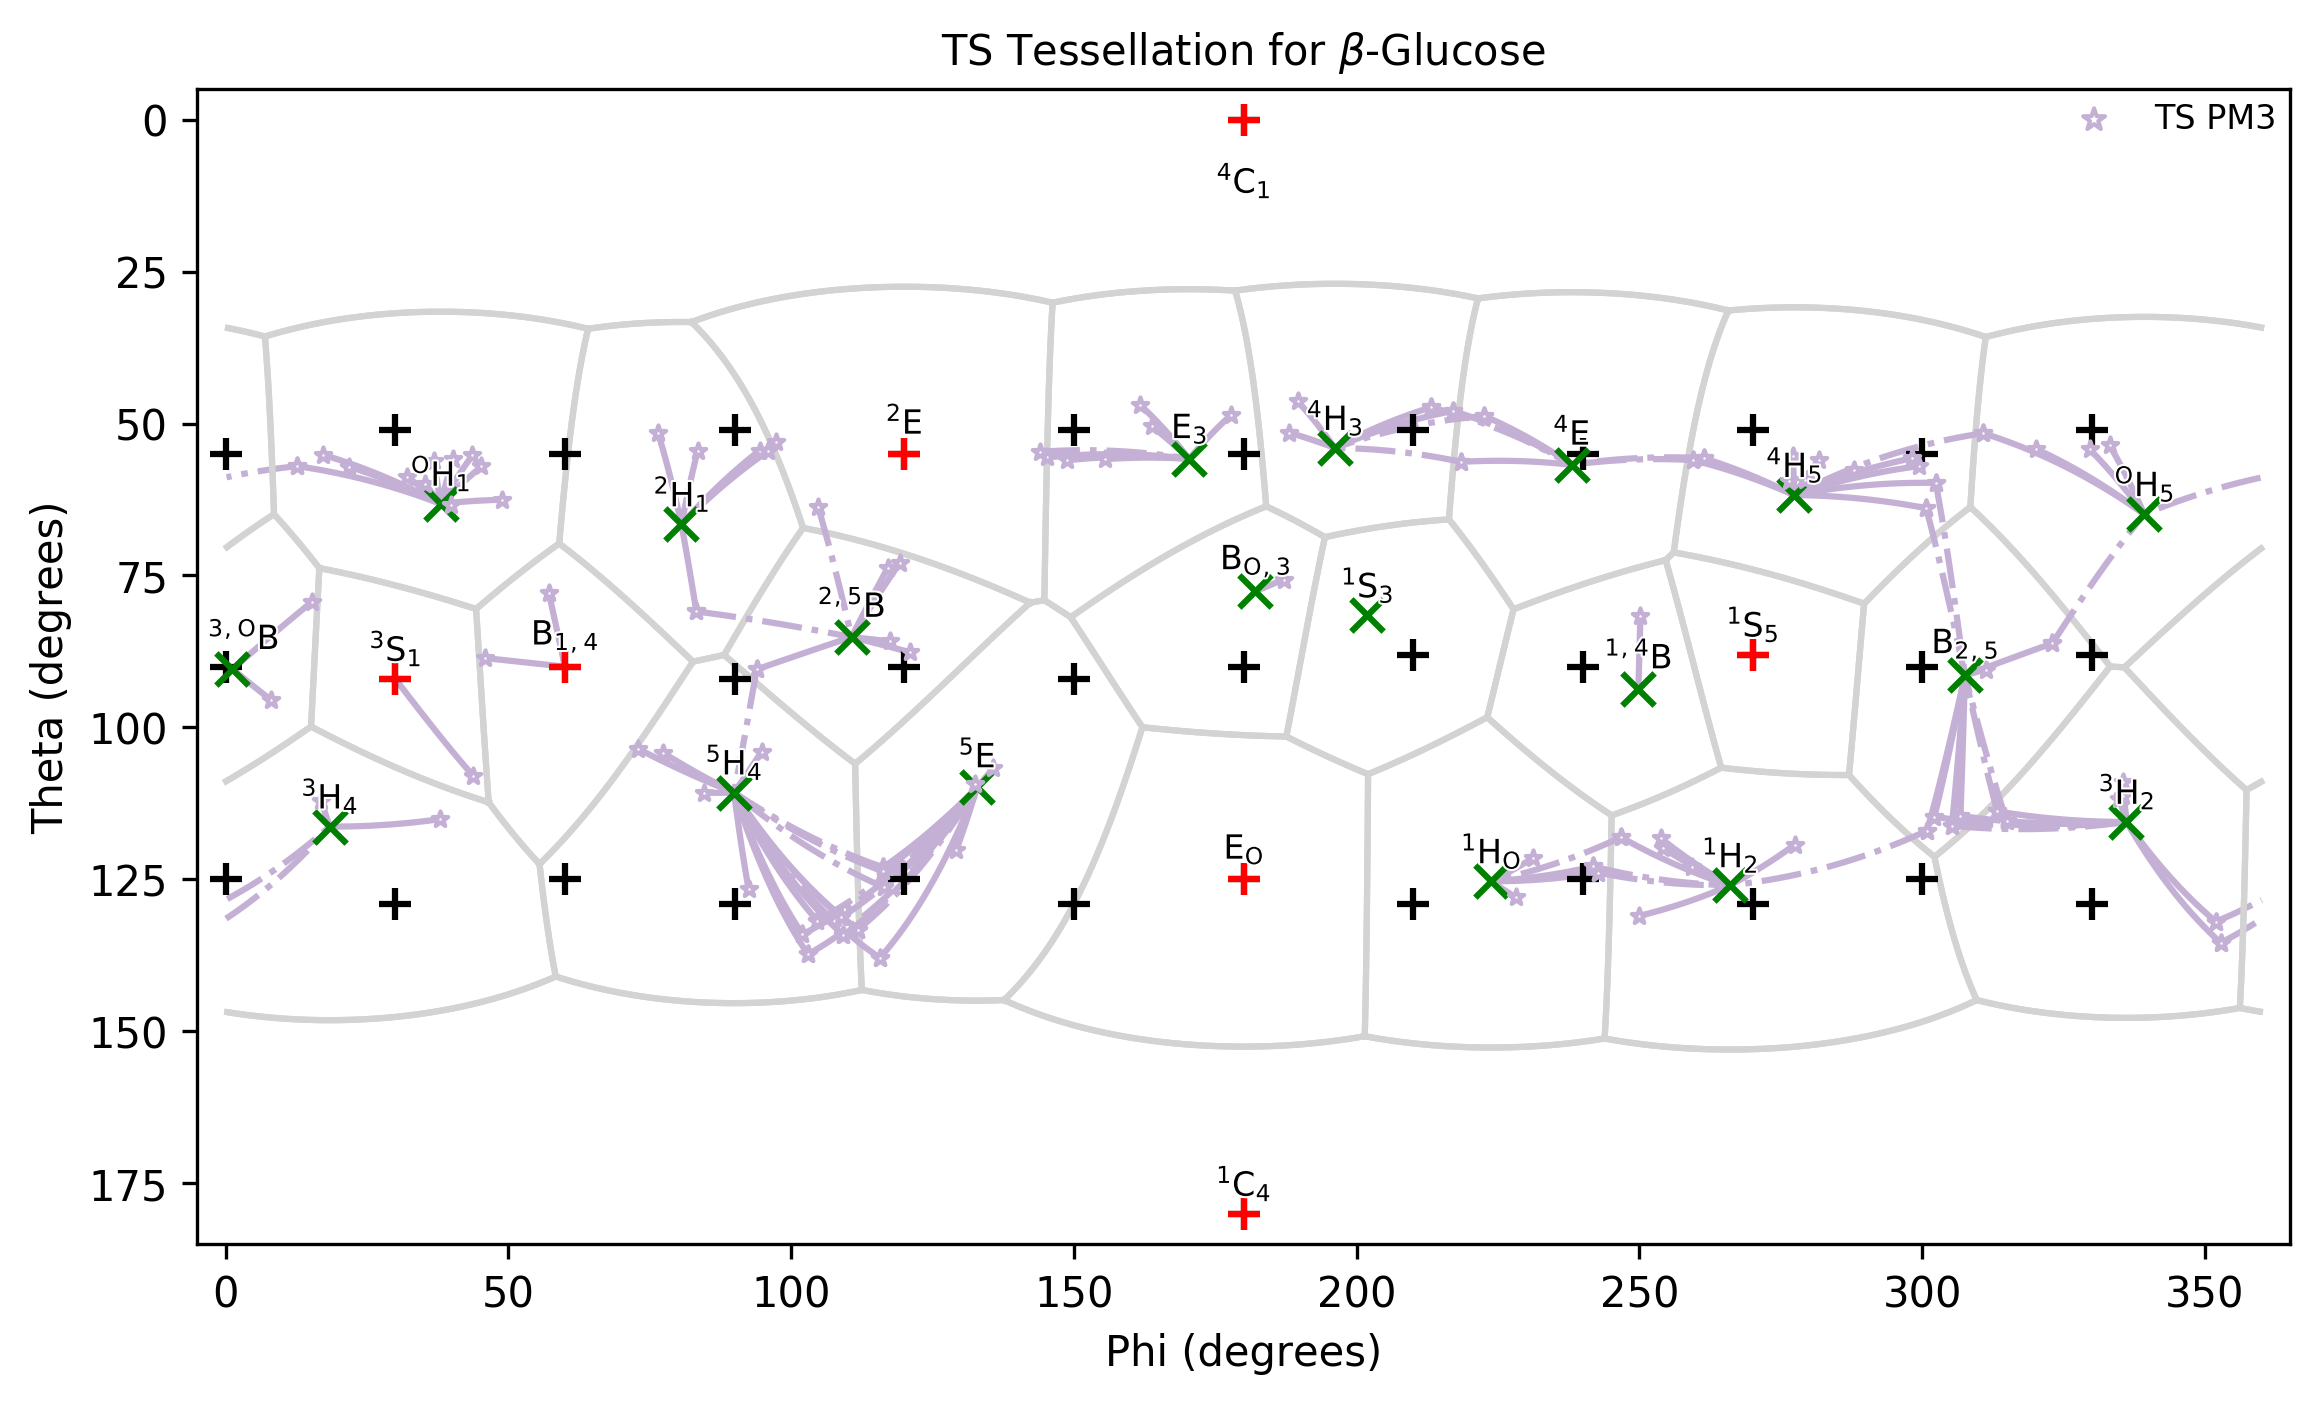 TS Tessellation for β-Glucose
TS PM3
⁴C₁
²E
E₃
⁴H₃
⁴E
⁴H₅
ᴼH₅
ᴼH₁
²H₁
²,⁵B
B_O,₃
¹S₃
¹S₅
¹,⁴B
B₂,₅
³,ᴼB
³S₁
B₁,₄
³H₄
⁵H₄
⁵E
E_O
¹H_O
¹H₂
³H₂
¹C₄
0
25
50
75
100
125
150
175
Theta (degrees)
0 50 100 150 200 250 300 350
Phi (degrees)